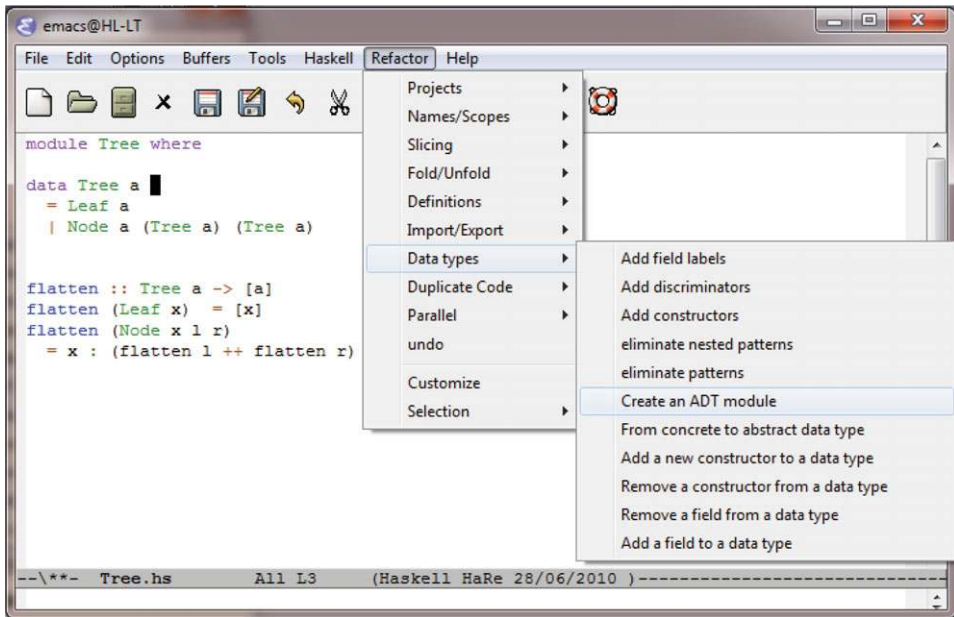 emacs@HL-LT
File Edit Options Buffers Tools Haskell Refactor Help
module Tree where
data Tree a
= Leaf a
| Node a (Tree a) (Tree a)
flatten :: Tree a -> [a]
flatten (Leaf x) = [x]
flatten (Node x l r)
= x : (flatten l ++ flatten r)
Projects
Names/Scopes
Slicing
Fold/Unfold
Definitions
Import/Export
Data types
Duplicate Code
Parallel
undo
Customize
Selection
Add field labels
Add discriminators
Add constructors
eliminate nested patterns
eliminate patterns
Create an ADT module
From concrete to abstract data type
Add a new constructor to a data type
Remove a constructor from a data type
Remove a field from a data type
Add a field to a data type
--\**- Tree.hs All L3 (Haskell HaRe 28/06/2010 )------------------------------